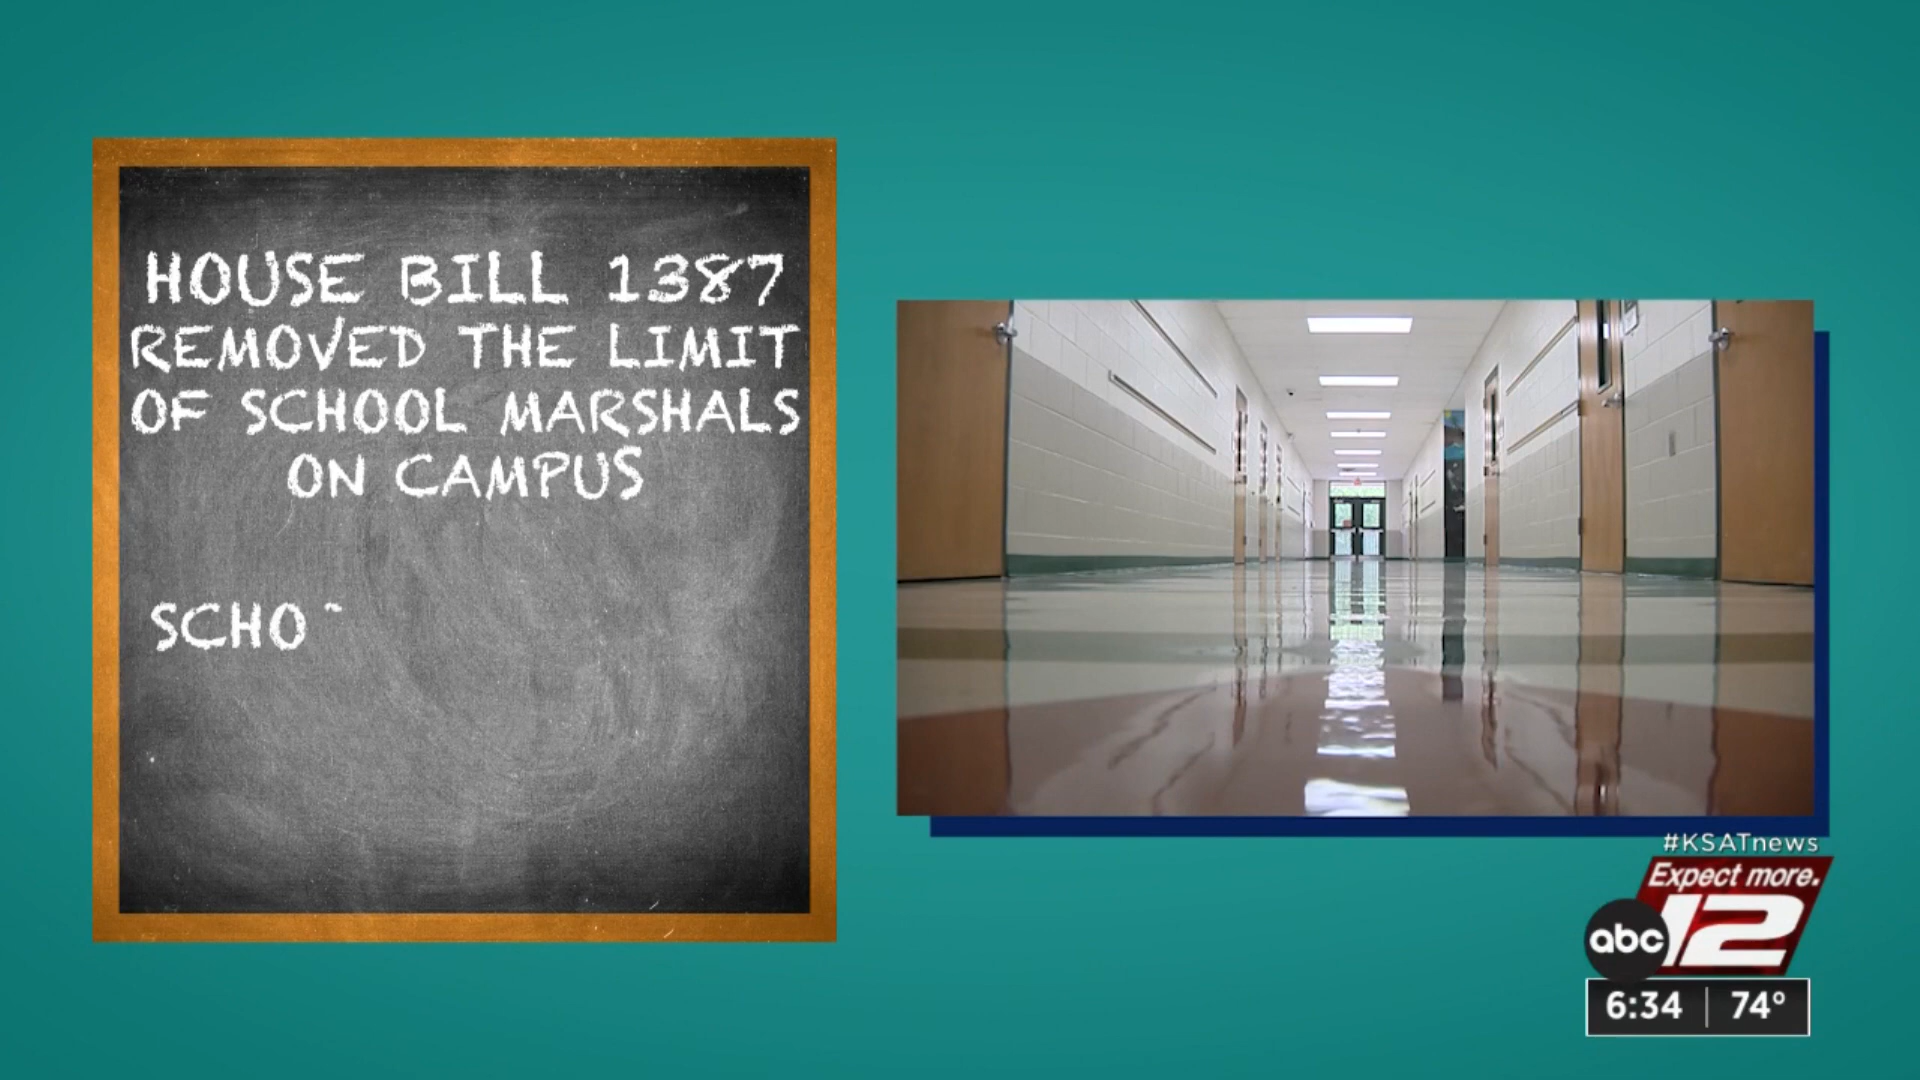 HOUSE BILL 1387
REMOVED THE LIMIT
OF SCHOOL MARSHALS
ON CAMPUS
SCHO
#KSATnews
Expect more.
abc 12
6:34 74°